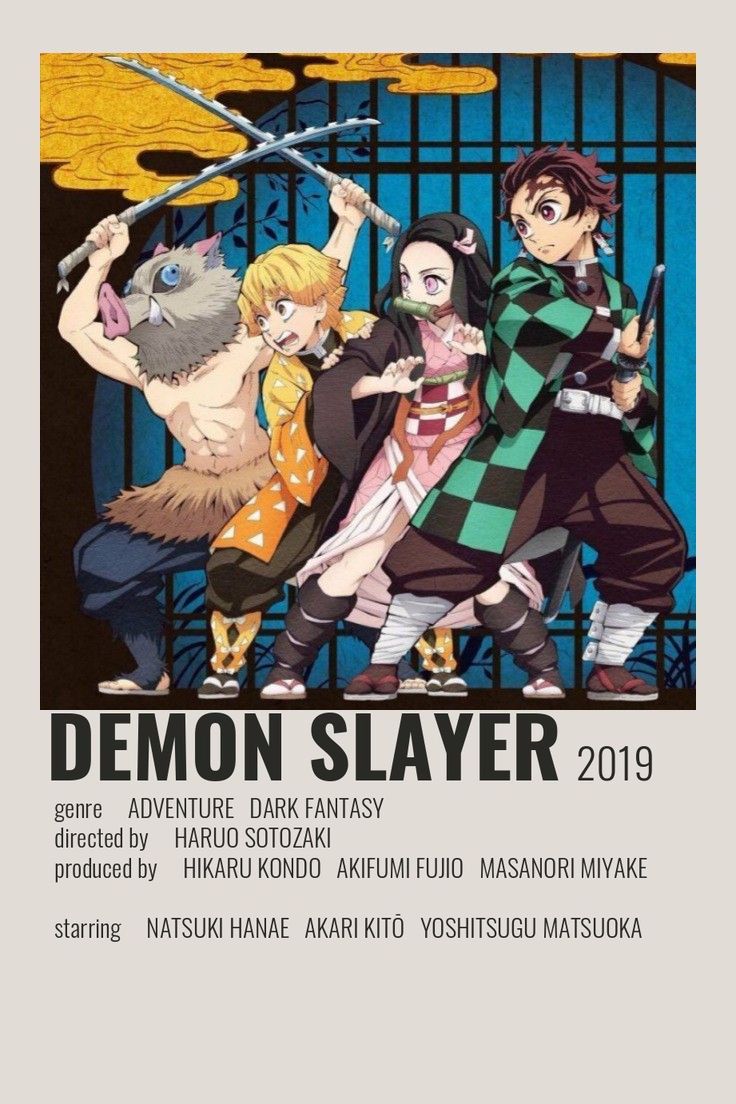 DEMON SLAYER 2019
genre ADVENTURE DARK FANTASY
directed by HARUO SOTOZAKI
produced by HIKARU KONDO AKIFUMI FUJIO MASANORI MIYAKE
starring NATSUKI HANAE AKARI KITŌ YOSHITSUGU MATSUOKA